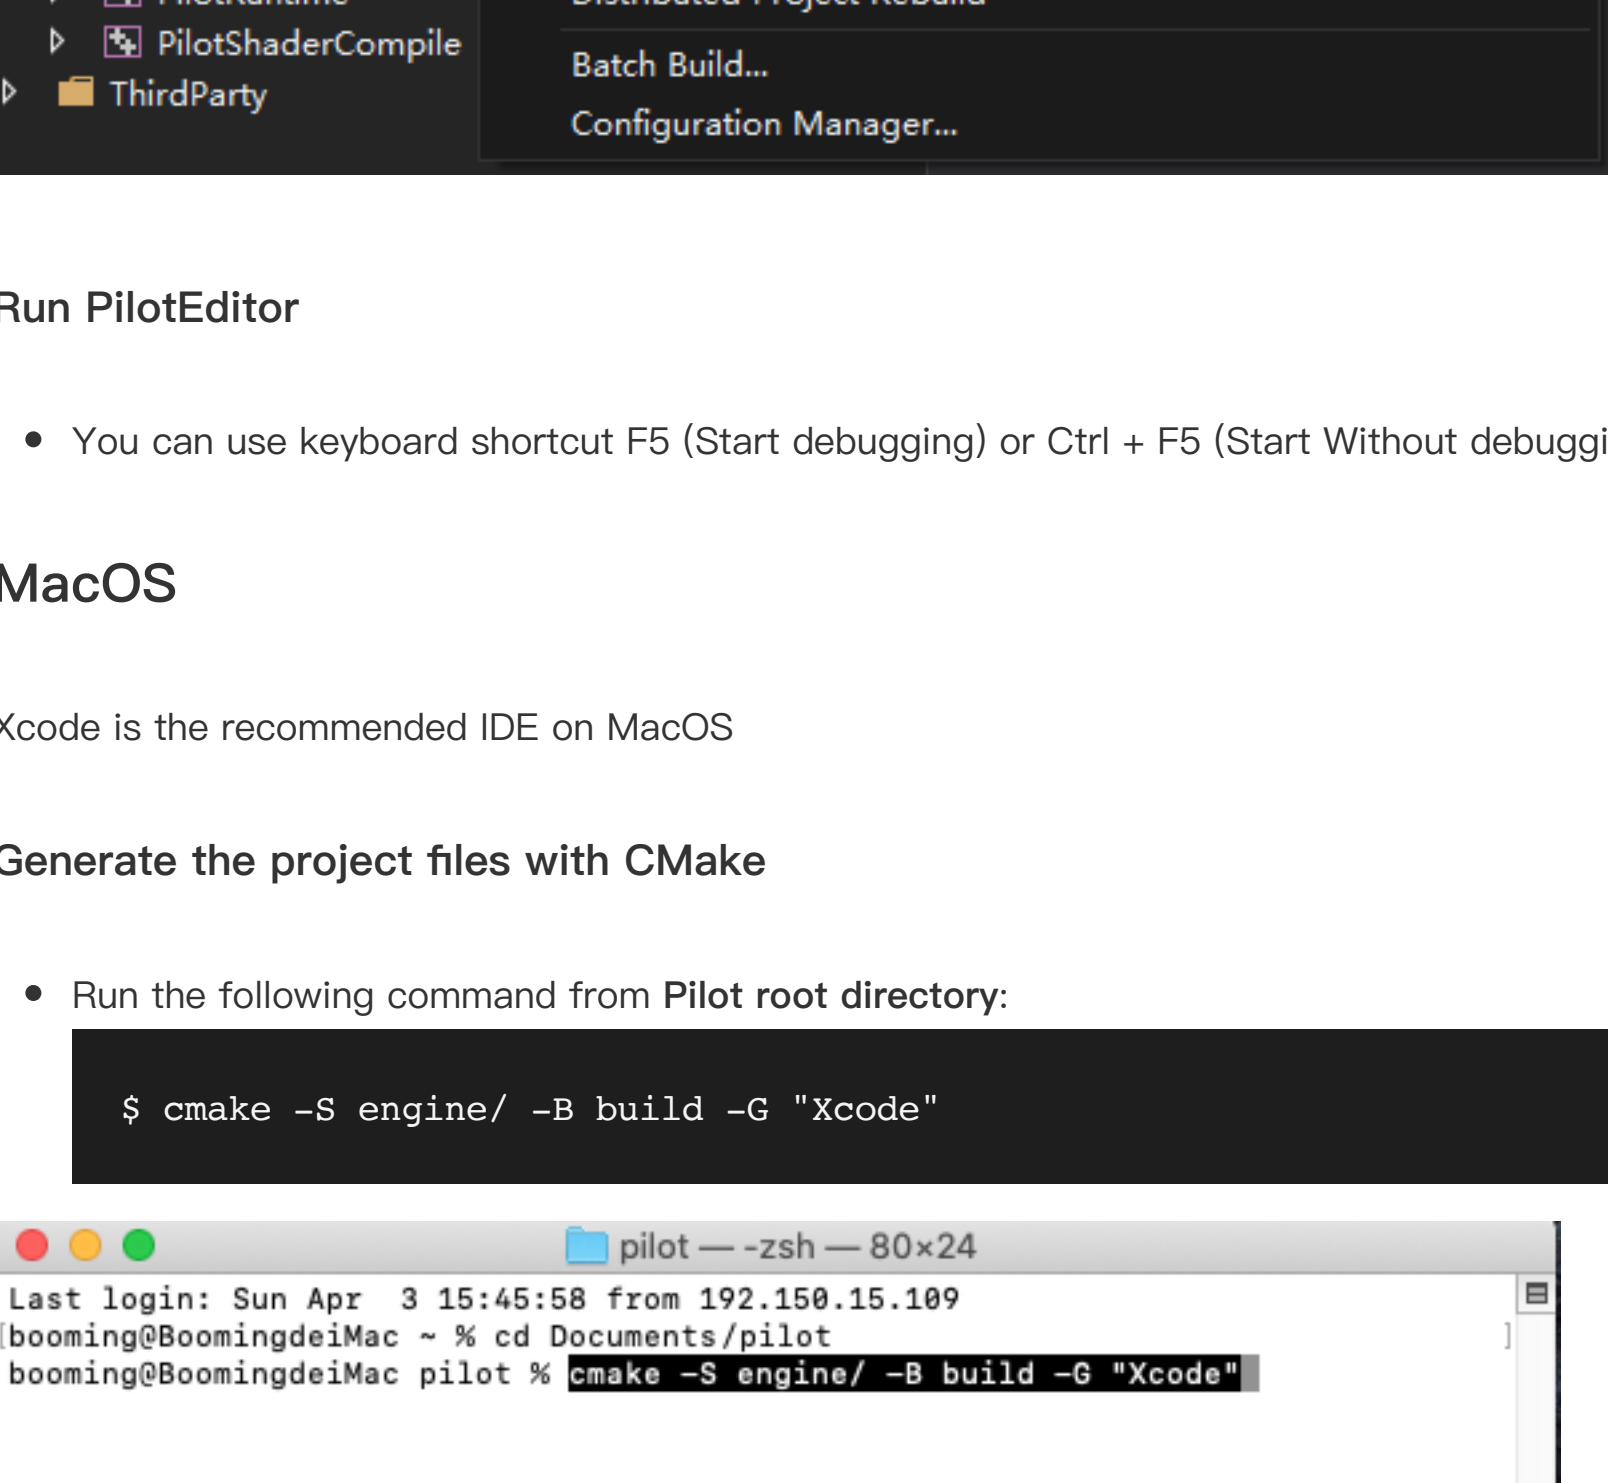 PilotRuntime
Distributed Project Rebuild
PilotShaderCompile
Batch Build...
ThirdParty
Configuration Manager...
Run PilotEditor
You can use keyboard shortcut F5 (Start debugging) or Ctrl + F5 (Start Without debuggi
MacOS
Xcode is the recommended IDE on MacOS
Generate the project files with CMake
Run the following command from Pilot root directory:
$ cmake -S engine/ -B build -G "Xcode"
pilot — -zsh — 80×24
Last login: Sun Apr  3 15:45:58 from 192.150.15.109
[booming@BoomingdeiMac ~ % cd Documents/pilot ]
booming@BoomingdeiMac pilot % cmake -S engine/ -B build -G "Xcode"